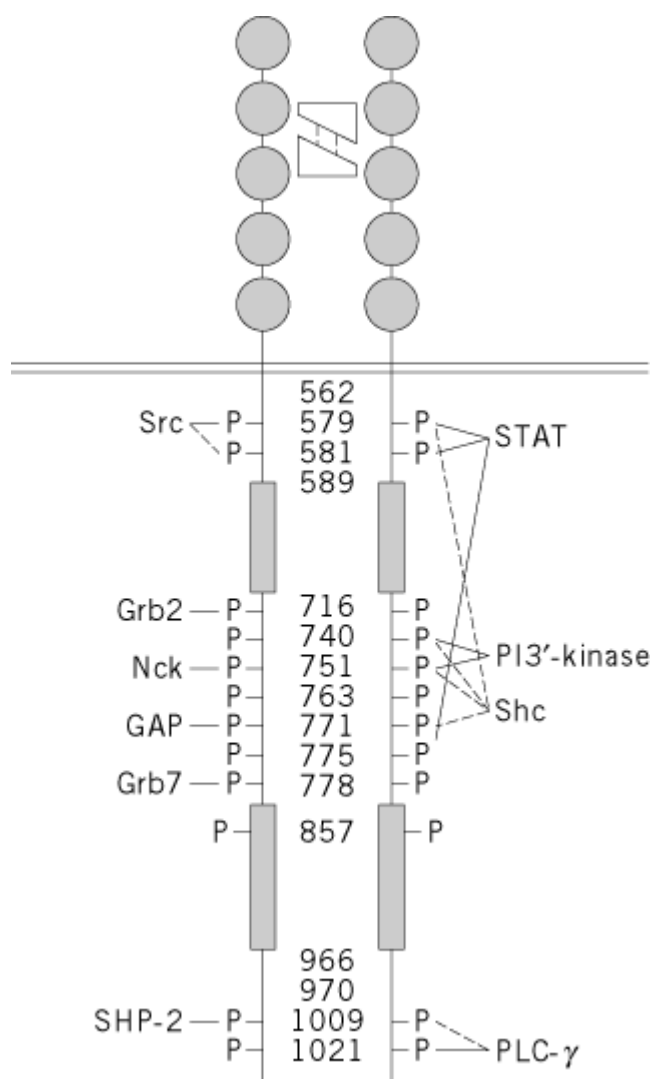 562
Src P 579 P STAT
P 581 P
589
Grb2 P 716 P
P 740 P PI3′-kinase
Nck P 751 P
P 763 P Shc
GAP P 771 P
P 775 P
Grb7 P 778 P
P 857 P
966
970
SHP-2 P 1009 P
P 1021 P PLC-γ